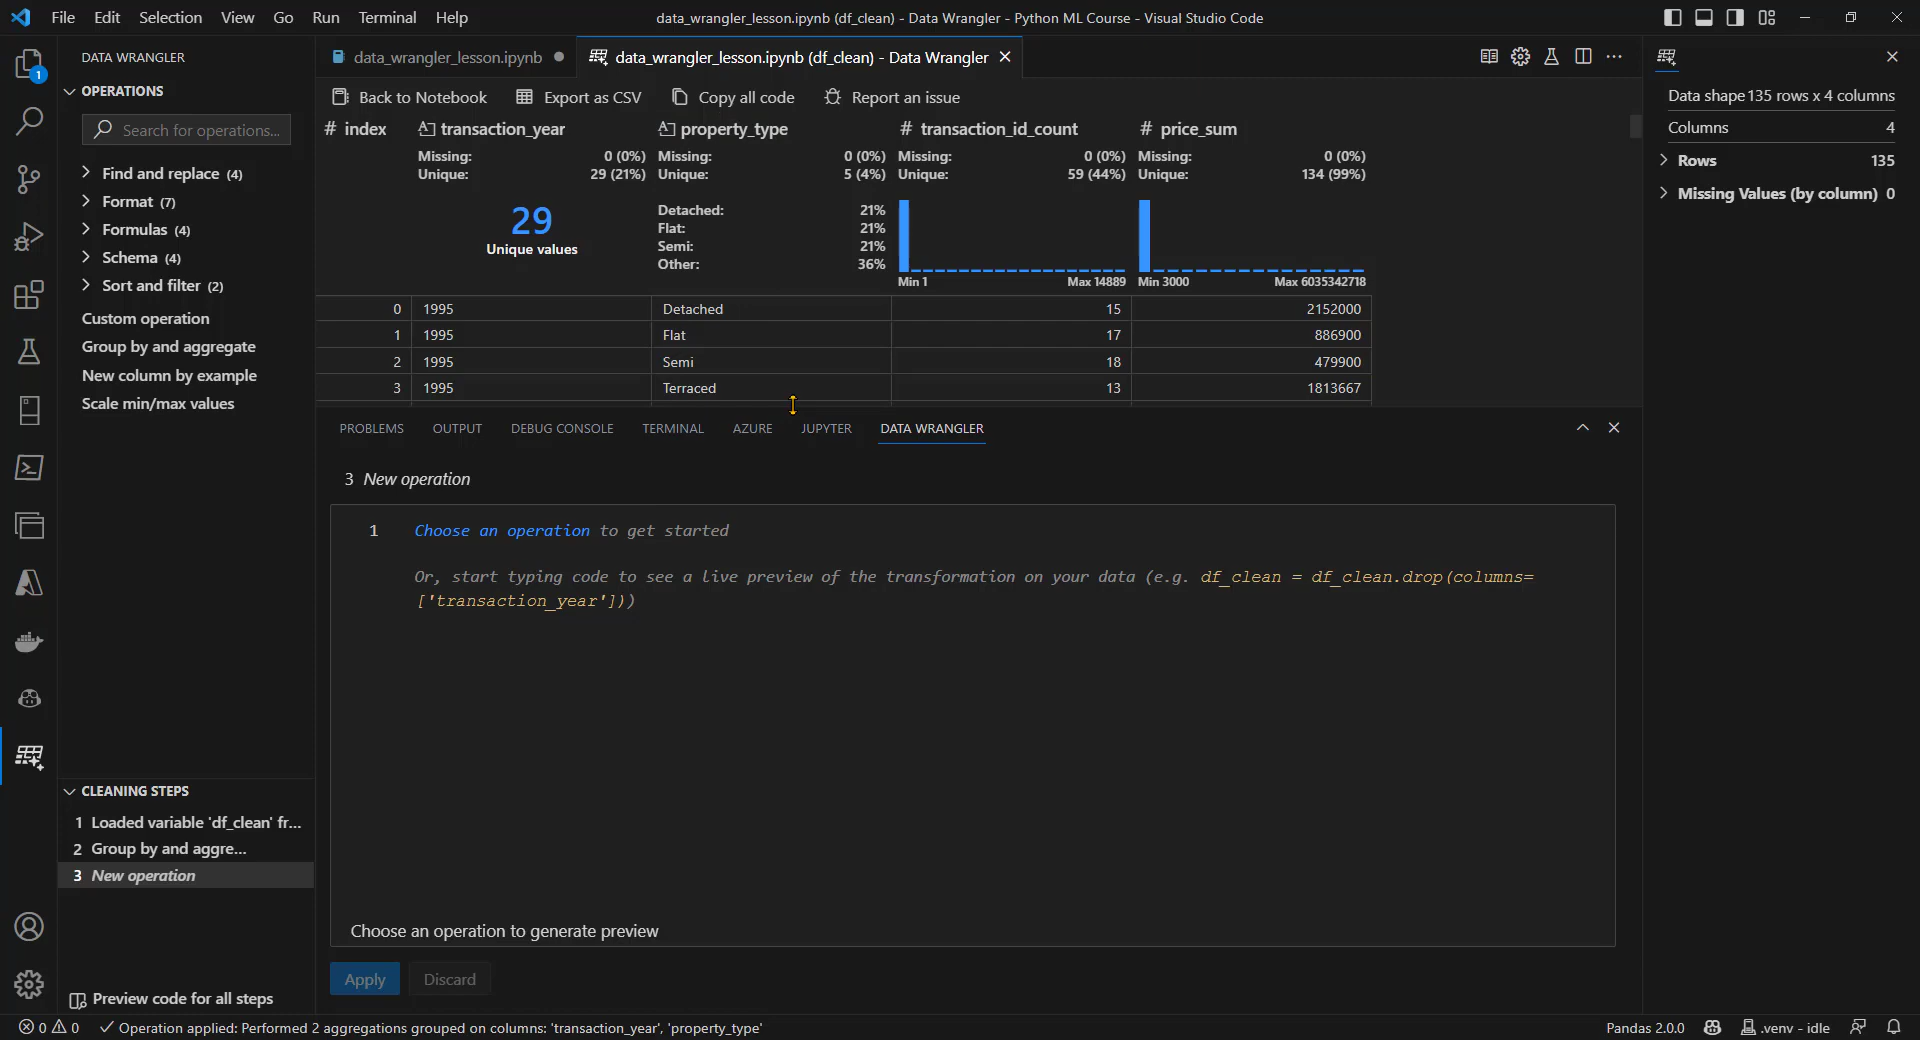 File Edit Selection View Go Run Terminal Help
data_wrangler_lesson.ipynb (df_clean) - Data Wrangler - Python ML Course - Visual Studio Code
1
DATA WRANGLER
OPERATIONS
Search for operations...
Find and replace (4)
Format (7)
Formulas (4)
Schema (4)
Sort and filter (2)
Custom operation
Group by and aggregate
New column by example
Scale min/max values
CLEANING STEPS
1 Loaded variable 'df_clean' fr...
2 Group by and aggre...
3 New operation
Preview code for all steps
data_wrangler_lesson.ipynb
data_wrangler_lesson.ipynb (df_clean) - Data Wrangler
Back to Notebook Export as CSV Copy all code Report an issue
# index transaction_year property_type # transaction_id_count # price_sum
Missing: 0 (0%) Missing: 0 (0%) Missing: 0 (0%) Missing: 0 (0%)
Unique: 29 (21%) Unique: 5 (4%) Unique: 59 (44%) Unique: 134 (99%)
29
Unique values
Detached: 21%
Flat: 21%
Semi: 21%
Other: 36%
Min 1 Max 14889 Min 3000 Max 6035342718
0 1995 Detached 15 2152000
1 1995 Flat 17 886900
2 1995 Semi 18 479900
3 1995 Terraced 13 1813667
PROBLEMS OUTPUT DEBUG CONSOLE TERMINAL AZURE JUPYTER DATA WRANGLER
3 New operation
1 Choose an operation to get started
Or, start typing code to see a live preview of the transformation on your data (e.g. df_clean = df_clean.drop(columns=
['transaction_year']))
Choose an operation to generate preview
Apply Discard
Data shape 135 rows x 4 columns
Columns 4
Rows 135
Missing Values (by column) 0
0 0 Operation applied: Performed 2 aggregations grouped on columns: 'transaction_year', 'property_type'
Pandas 2.0.0 .venv - idle